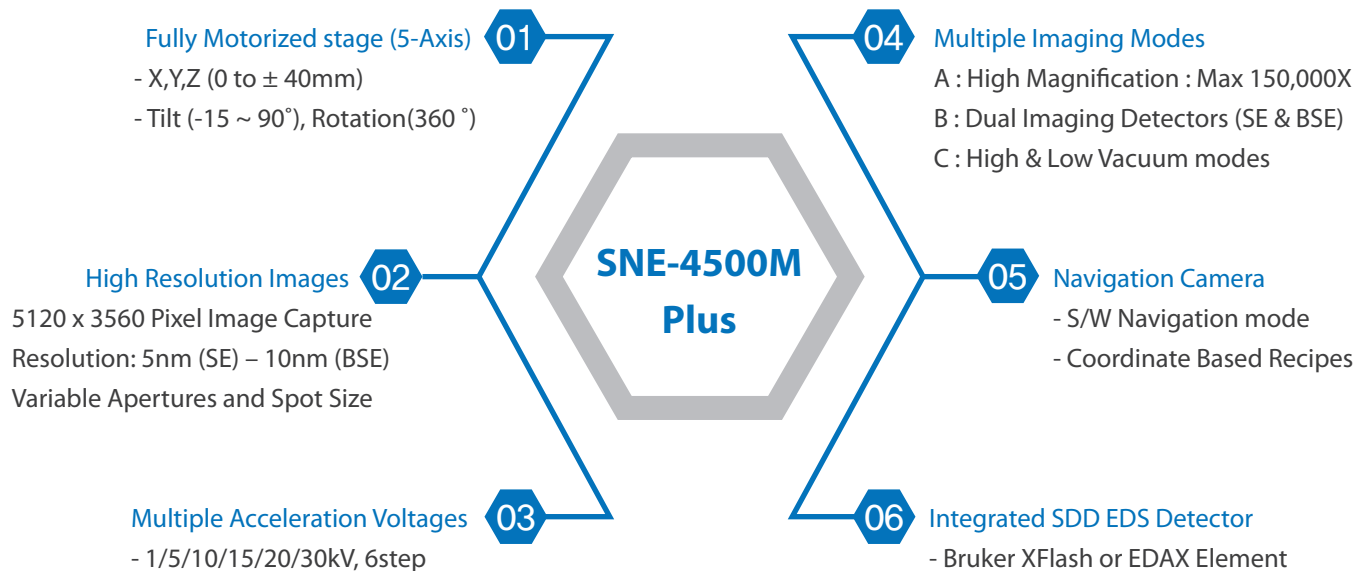 01
Fully Motorized stage (5-Axis)
- X,Y,Z (0 to ± 40mm)
- Tilt (-15 ~ 90˚), Rotation(360 ˚)
02
High Resolution Images
5120 x 3560 Pixel Image Capture
Resolution: 5nm (SE) – 10nm (BSE)
Variable Apertures and Spot Size
03
Multiple Acceleration Voltages
- 1/5/10/15/20/30kV, 6step
SNE-4500M
Plus
04
Multiple Imaging Modes
A : High Magnification : Max 150,000X
B : Dual Imaging Detectors (SE & BSE)
C : High & Low Vacuum modes
05
Navigation Camera
- S/W Navigation mode
- Coordinate Based Recipes
06
Integrated SDD EDS Detector
- Bruker XFlash or EDAX Element